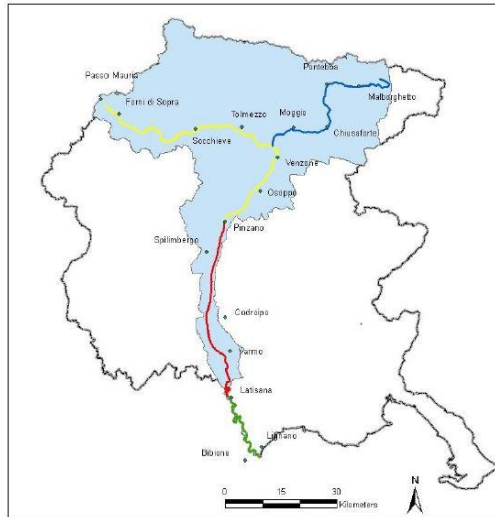 Pontebba
Passo Mauria
Malborghetto
Forni di Sopra
Tolmezzo
Moggio
Chiusaforte
Socchieve
Venzone
Osoppo
Pinzano
Spilimbergo
Codroipo
Varmo
Latisana
Lignano
Bibione
0 15 30
Kilometers
N